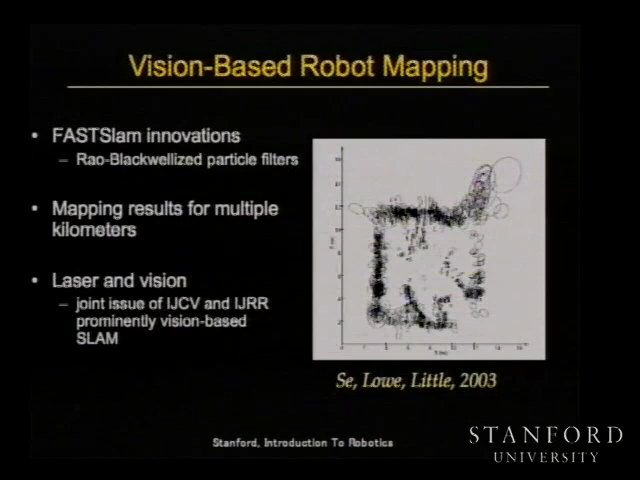 Vision-Based Robot Mapping
• FASTSlam innovations
– Rao-Blackwellized particle filters
• Mapping results for multiple
kilometers
• Laser and vision
– joint issue of IJCV and IJRR
prominently vision-based
SLAM
Se, Lowe, Little, 2003
Stanford, Introduction To Robotics
STANFORD
UNIVERSITY